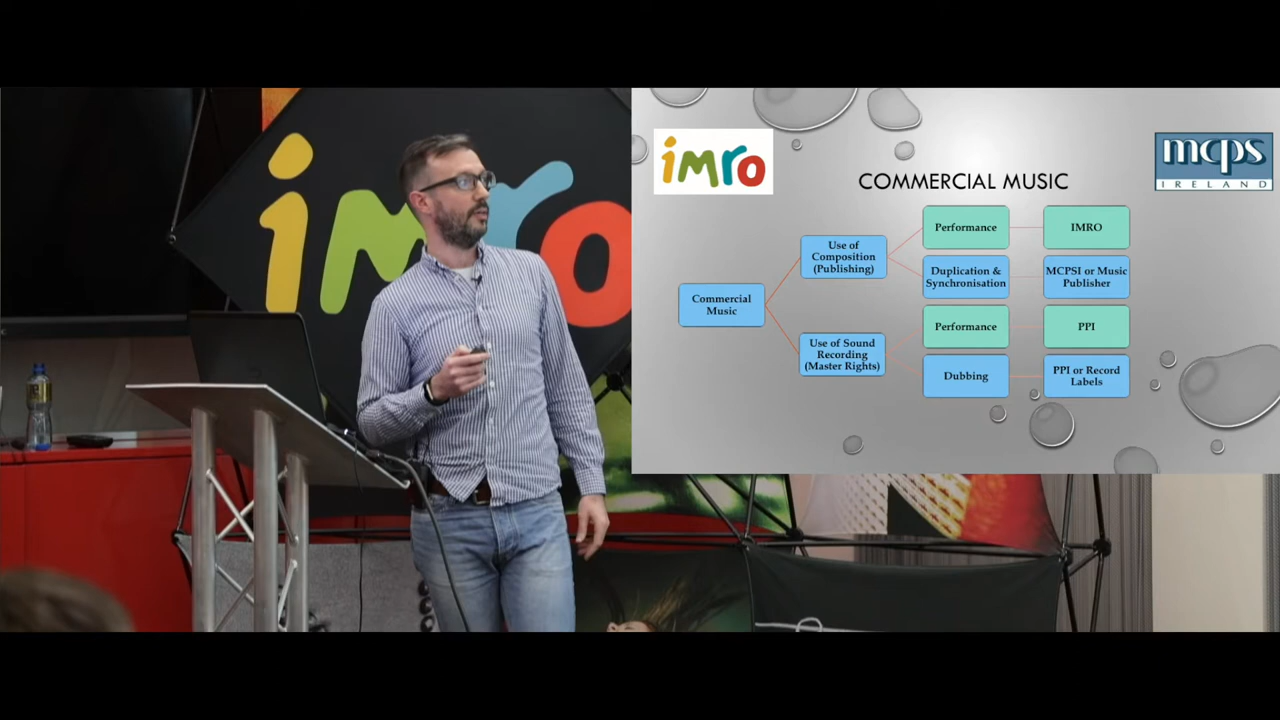 imro
imro
mcps
IRELAND
COMMERCIAL MUSIC
Commercial
Music
Use of
Composition
(Publishing)
Performance
IMRO
Duplication &
Synchronisation
MCPSI or Music
Publisher
Use of Sound
Recording
(Master Rights)
Performance
PPI
Dubbing
PPI or Record
Labels